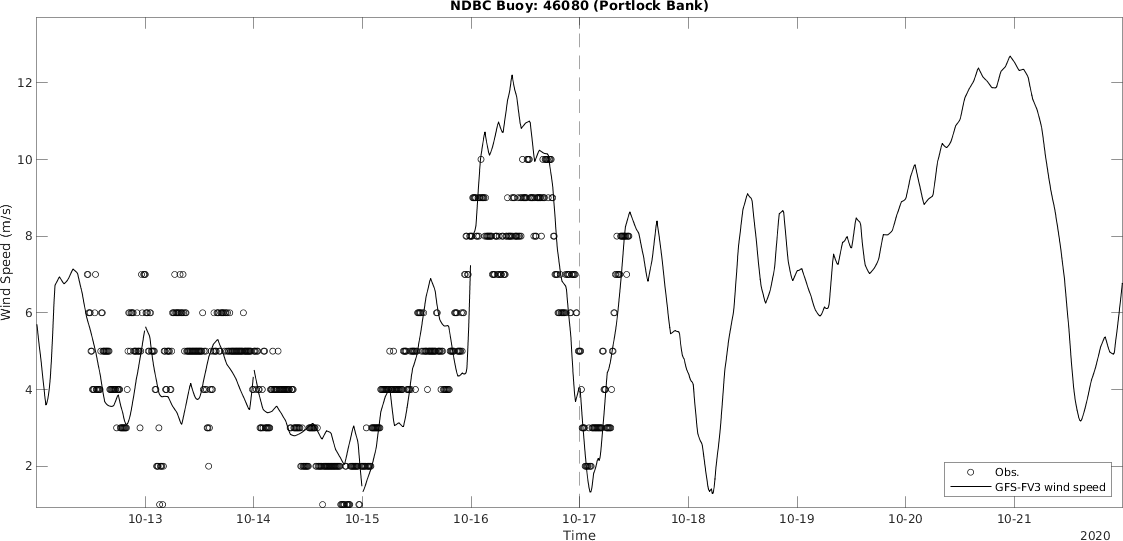 NDBC Buoy: 46080 (Portlock Bank)
12
10
8
6
4
2
Wind Speed (m/s)
Obs.
GFS-FV3 wind speed
10-13 10-14 10-15 10-16 10-17 10-18 10-19 10-20 10-21
Time
2020